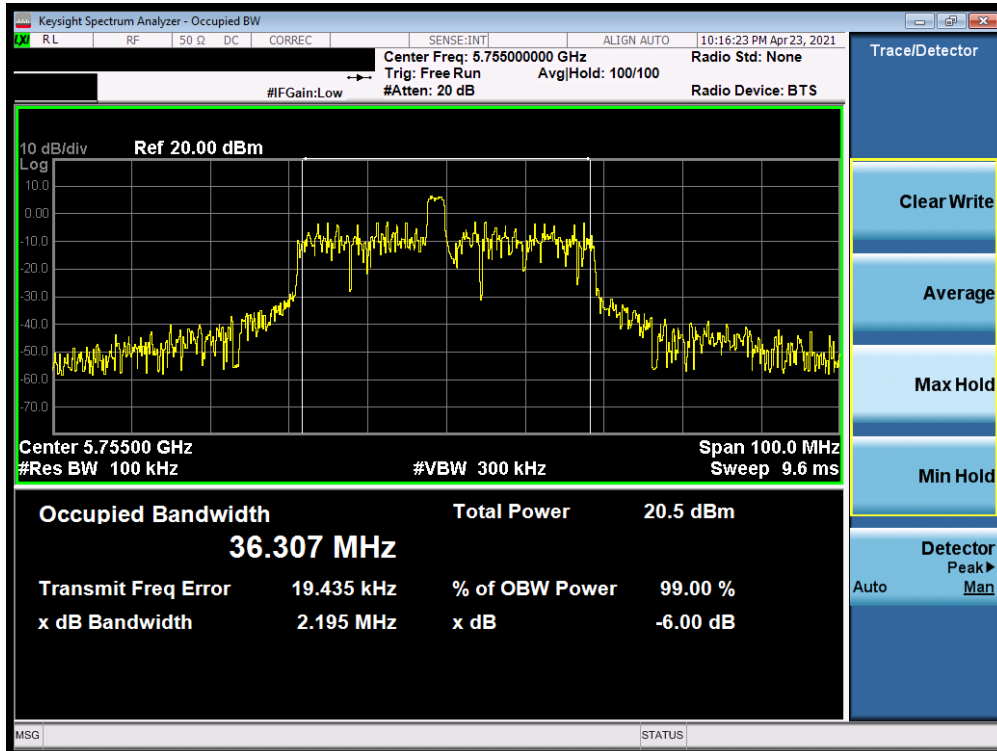 Keysight Spectrum Analyzer - Occupied BW
LXI RL RF 50 Ω DC CORREC SENSE:INT ALIGN AUTO 10:16:23 PM Apr 23, 2021
Center Freq: 5.755000000 GHz Radio Std: None
Trig: Free Run Avg|Hold: 100/100
#IFGain:Low #Atten: 20 dB Radio Device: BTS
10 dB/div Ref 20.00 dBm
Log
10.0
0.00
-10.0
-20.0
-30.0
-40.0
-50.0
-60.0
-70.0
Center 5.75500 GHz Span 100.0 MHz
#Res BW 100 kHz #VBW 300 kHz Sweep 9.6 ms
Occupied Bandwidth Total Power 20.5 dBm
36.307 MHz
Transmit Freq Error 19.435 kHz % of OBW Power 99.00 %
x dB Bandwidth 2.195 MHz x dB -6.00 dB
MSG STATUS
Trace/Detector
Clear Write
Average
Max Hold
Min Hold
Detector
Peak▶
Auto Man